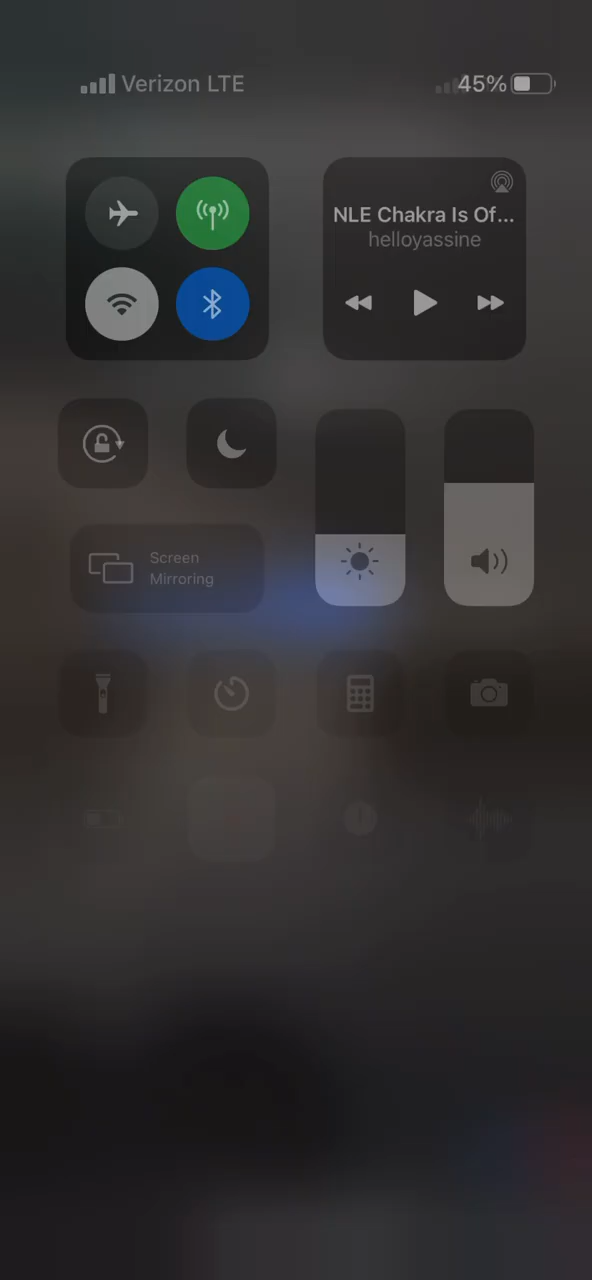 Verizon LTE 45%
NLE Chakra Is Of...
helloyassine
Screen
Mirroring